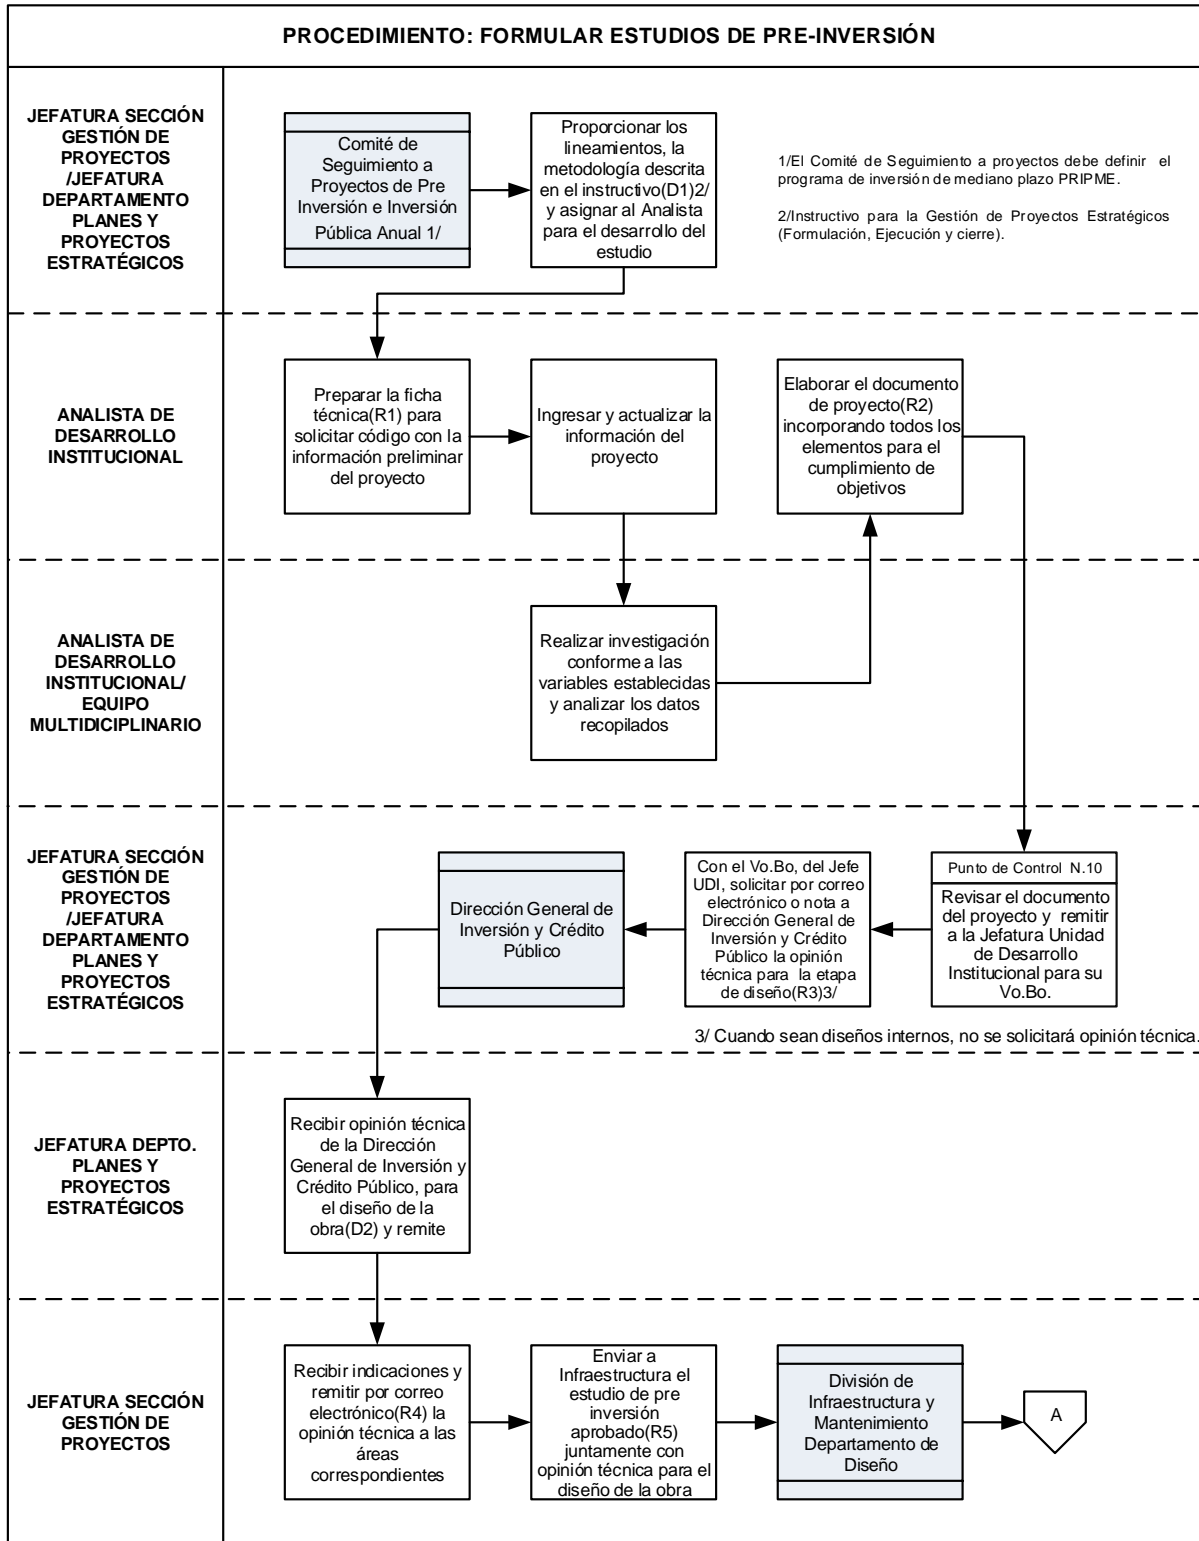 PROCEDIMIENTO: FORMULAR ESTUDIOS DE PRE-INVERSIÓN
JEFATURA SECCIÓN
GESTIÓN DE
PROYECTOS
/JEFATURA
DEPARTAMENTO
PLANES Y
PROYECTOS
ESTRATÉGICOS
Comité de
Seguimiento a
Proyectos de Pre
Inversión e Inversión
Pública Anual 1/
Proporcionar los
lineamientos, la
metodología descrita
en el instructivo(D1)2/
y asignar al Analista
para el desarrollo del
estudio
1/El Comité de Seguimiento a proyectos debe definir el
programa de inversión de mediano plazo PRIPME.
2/Instructivo para la Gestión de Proyectos Estratégicos
(Formulación, Ejecución y cierre).
ANALISTA DE
DESARROLLO
INSTITUCIONAL
Preparar la ficha
técnica(R1) para
solicitar código con la
información preliminar
del proyecto
Ingresar y actualizar la
información del
proyecto
Elaborar el documento
de proyecto(R2)
incorporando todos los
elementos para el
cumplimiento de
objetivos
ANALISTA DE
DESARROLLO
INSTITUCIONAL/
EQUIPO
MULTIDICIPLINARIO
Realizar investigación
conforme a las
variables establecidas
y analizar los datos
recopilados
JEFATURA SECCIÓN
GESTIÓN DE
PROYECTOS
/JEFATURA
DEPARTAMENTO
PLANES Y
PROYECTOS
ESTRATÉGICOS
Dirección General de
Inversión y Crédito
Público
Con el Vo.Bo, del Jefe
UDI, solicitar por correo
electrónico o nota a
Dirección General de
Inversión y Crédito
Público la opinión
técnica para la etapa
de diseño(R3)3/
Punto de Control N.10
Revisar el documento
del proyecto y remitir
a la Jefatura Unidad
de Desarrollo
Institucional para su
Vo.Bo.
3/ Cuando sean diseños internos, no se solicitará opinión técnica.
JEFATURA DEPTO.
PLANES Y
PROYECTOS
ESTRATÉGICOS
Recibir opinión técnica
de la Dirección
General de Inversión y
Crédito Público, para
el diseño de la
obra(D2) y remite
JEFATURA SECCIÓN
GESTIÓN DE
PROYECTOS
Recibir indicaciones y
remitir por correo
electrónico(R4) la
opinión técnica a las
áreas
correspondientes
Enviar a
Infraestructura el
estudio de pre
inversión
aprobado(R5)
juntamente con
opinión técnica para el
diseño de la obra
División de
Infraestructura y
Mantenimiento
Departamento de
Diseño
A